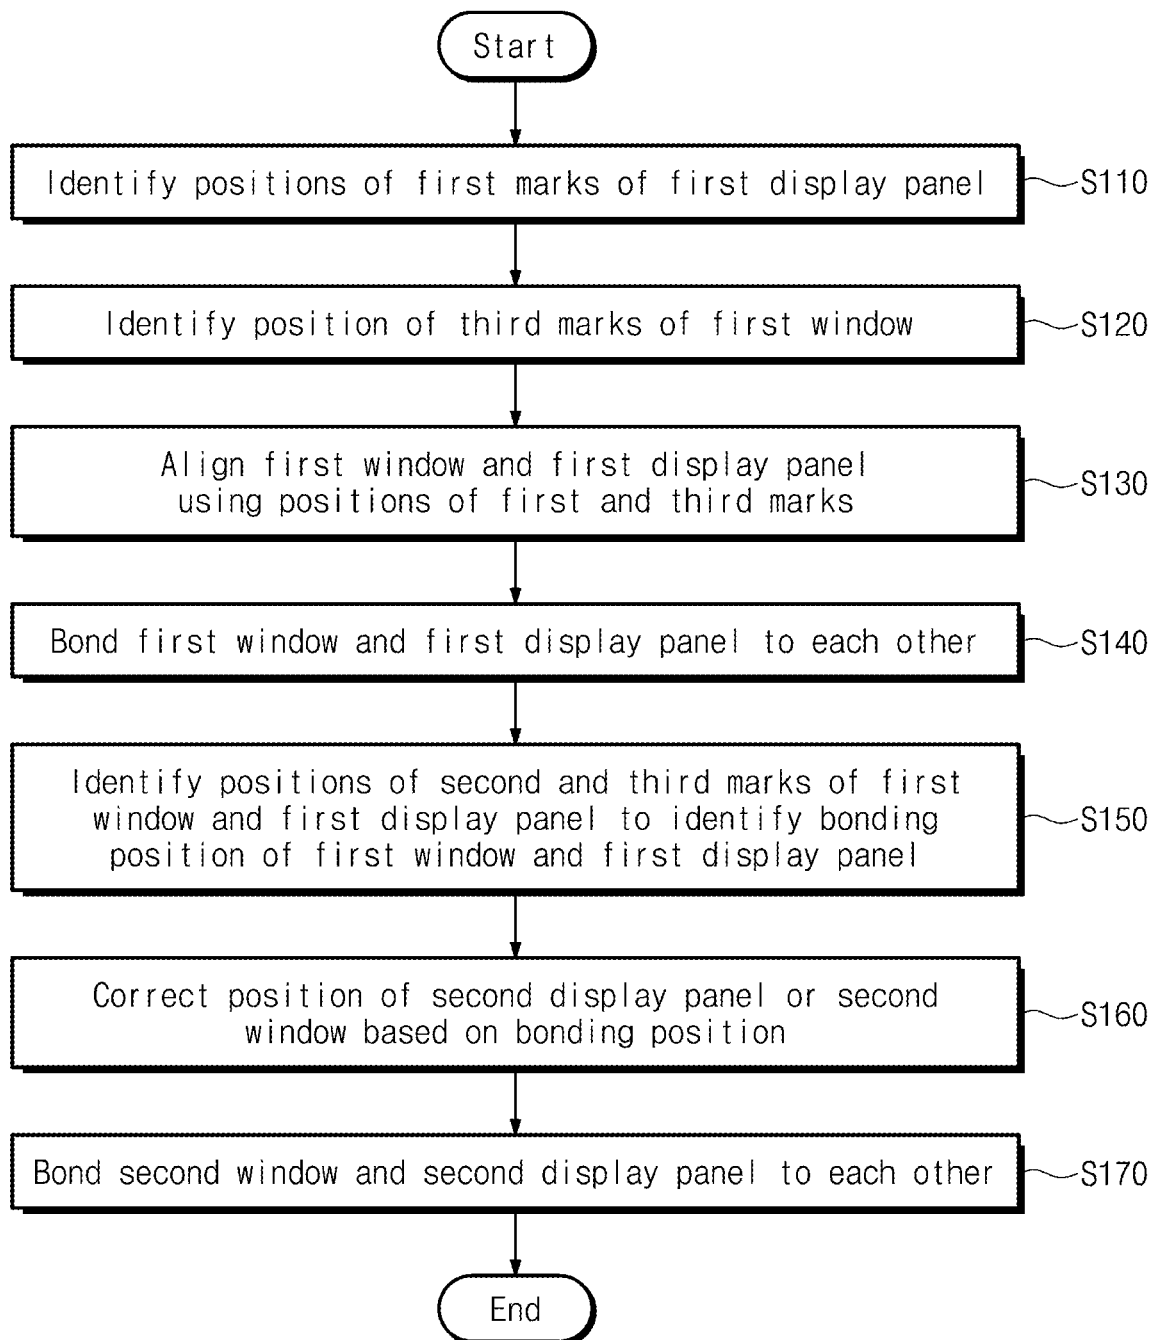 Start
Identify positions of first marks of first display panel
S110
Identify position of third marks of first window
S120
Align first window and first display panel
using positions of first and third marks
S130
Bond first window and first display panel to each other
S140
Identify positions of second and third marks of first
window and first display panel to identify bonding
position of first window and first display panel
S150
Correct position of second display panel or second
window based on bonding position
S160
Bond second window and second display panel to each other
S170
End